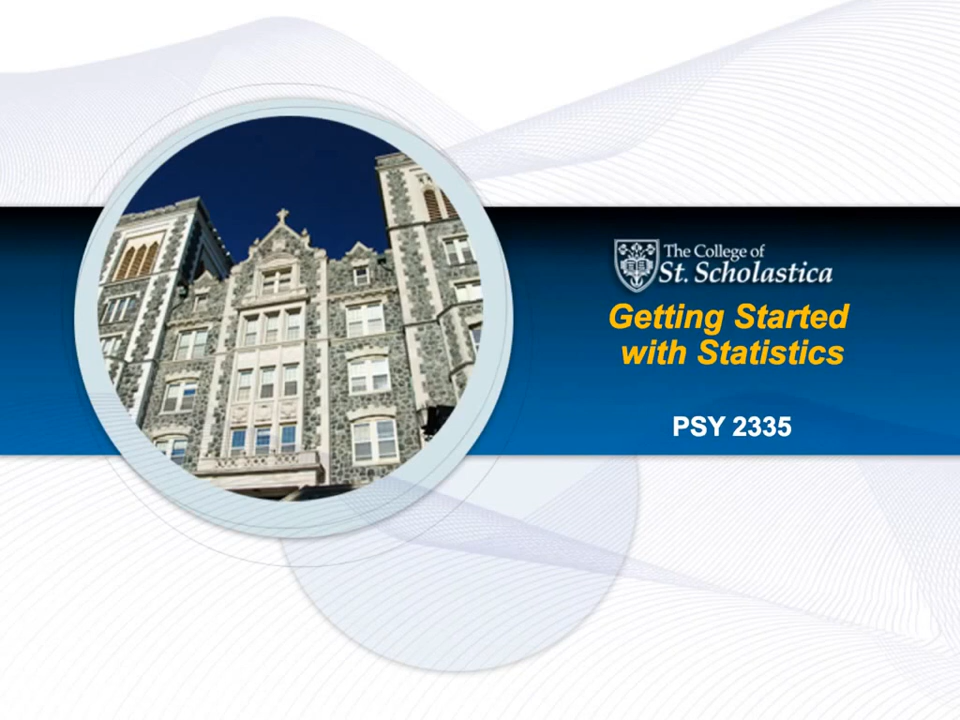 The College of
St. Scholastica
Getting Started
with Statistics
PSY 2335